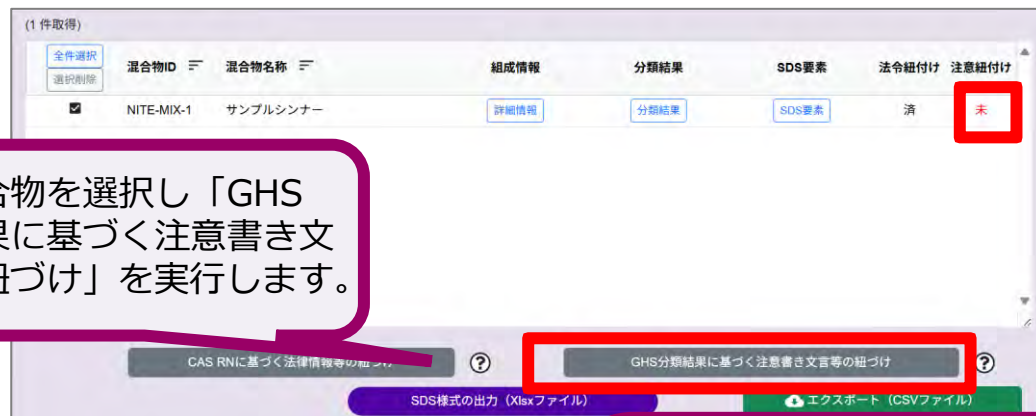 (1 件取得)
全件選択
選択削除
混合物ID 混合物名称 組成情報 分類結果 SDS要素 法令紐付け 注意紐付け
NITE-MIX-1 サンプルシンナー 詳細情報 分類結果 SDS要素 済 未
合物を選択し「GHS
果に基づく注意書き文
紐づけ」を実行します。
CAS RNに基づく法律情報等の紐づけ ? GHS分類結果に基づく注意書き文言等の紐づけ ?
SDS様式の出力（Xlsxファイル） エクスポート（CSVファイル）